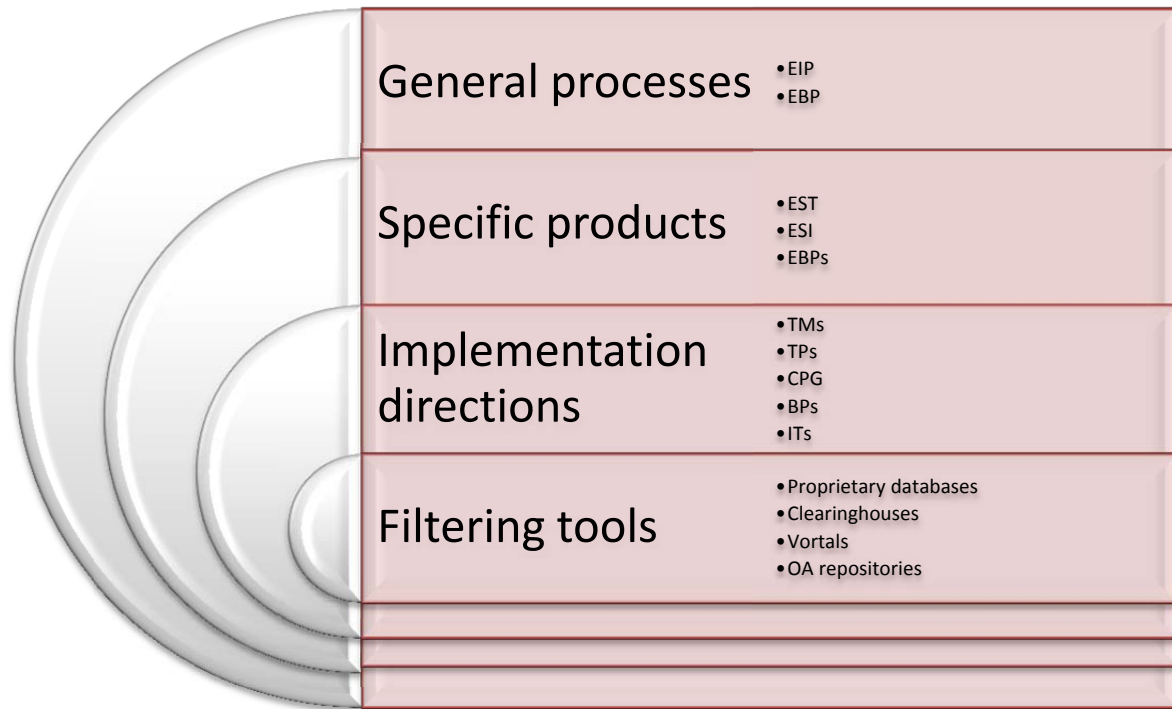 General processes
•EIP
•EBP
Specific products
•EST
•ESI
•EBPs
Implementation
directions
•TMs
•TPs
•CPG
•BPs
•ITs
Filtering tools
•Proprietary databases
•Clearinghouses
•Vortals
•OA repositories